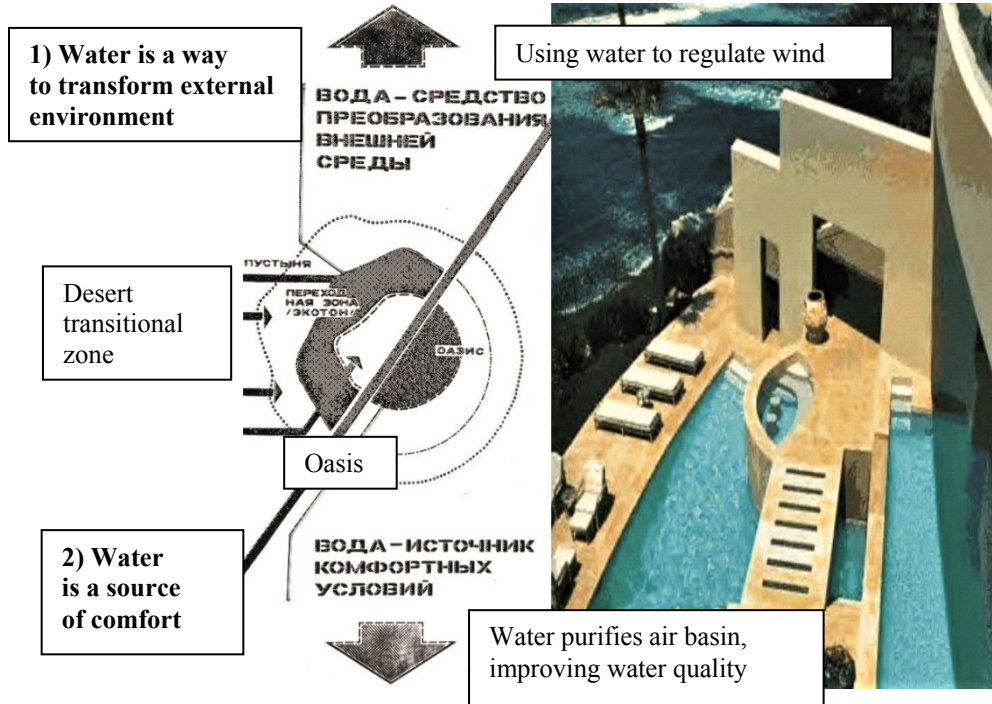 1) Water is a way
to transform external
environment
Using water to regulate wind
ВОДА – СРЕДСТВО
ПРЕОБРАЗОВАНИЯ
ВНЕШНЕЙ
СРЕДЫ
ПУСТЫНЯ
ПЕРЕХОД
НАЯ ЗОНА
/ЭКОТОН/
ОАЗИС
Desert
transitional
zone
Oasis
2) Water
is a source
of comfort
ВОДА – ИСТОЧНИК
КОМФОРТНЫХ
УСЛОВИЙ
Water purifies air basin,
improving water quality